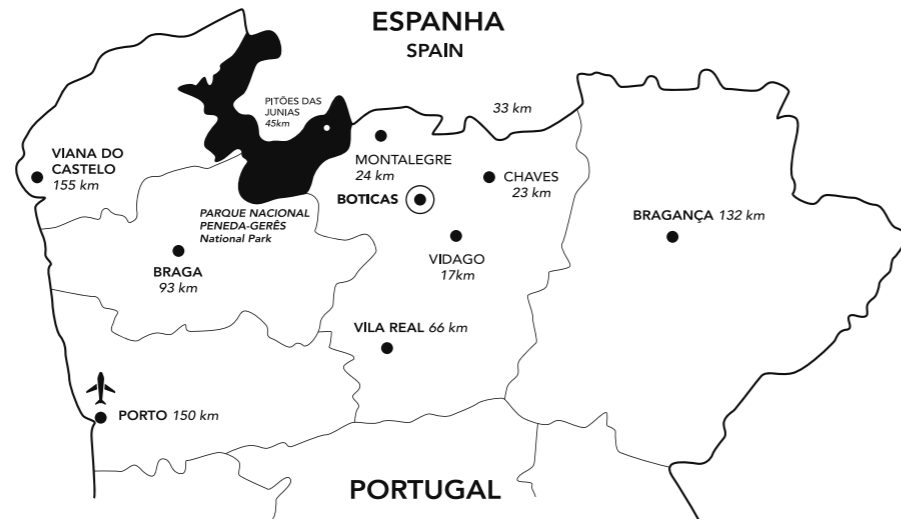 ESPANHA
SPAIN
33 km
PITÕES DAS
JUNIAS
45km
VIANA DO
CASTELO
155 km
MONTALEGRE
24 km
CHAVES
23 km
BOTICAS
PARQUE NACIONAL
PENEDA-GERÊS
National Park
BRAGANÇA 132 km
BRAGA
93 km
VIDAGO
17km
VILA REAL 66 km
PORTO 150 km
PORTUGAL